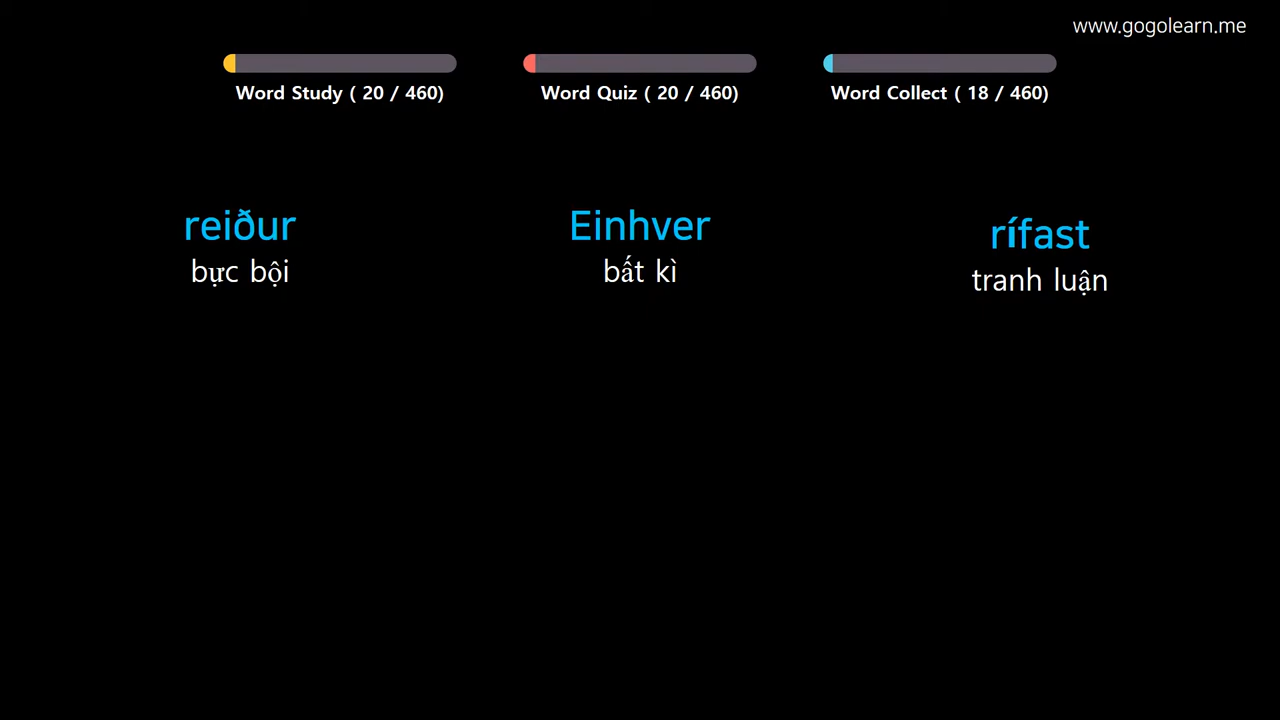 www.gogolearn.me
Word Study ( 20 / 460)
Word Quiz ( 20 / 460)
Word Collect ( 18 / 460)
reiður
bực bội
Einhver
bất kì
rífast
tranh luận